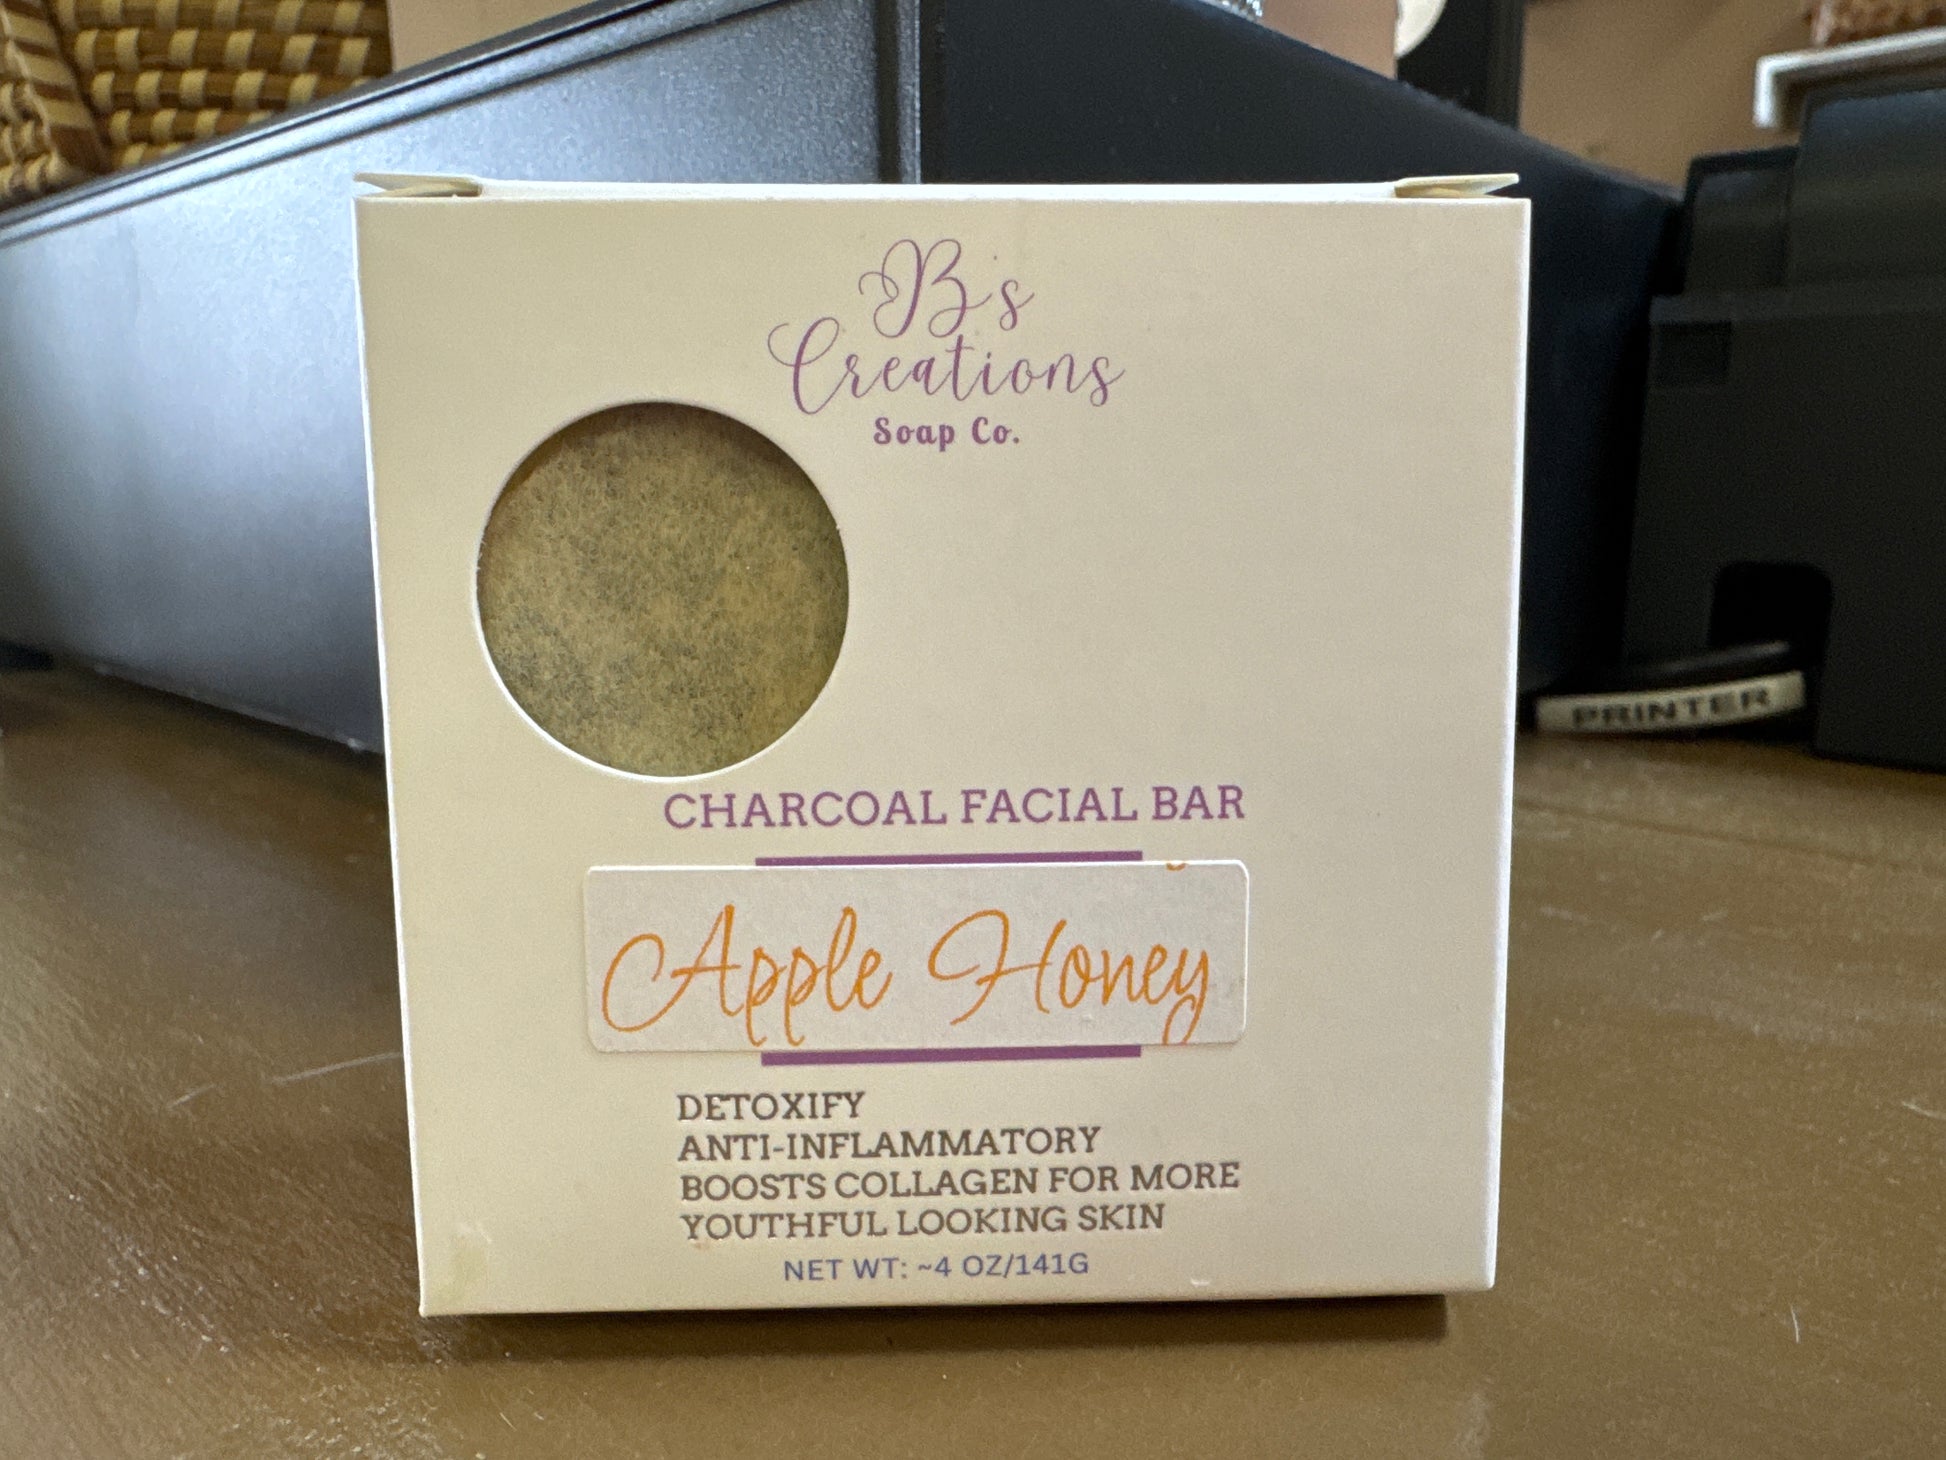 Bs
Creations
Soap Co.
CHARCOAL FACIAL BAR
Apple Honey
DETOXIFY
ANTI-INFLAMMATORY
BOOSTS COLLAGEN FOR MORE
YOUTHFUL LOOKING SKIN
NET WT: ~4 OZ/141G
PRINTER